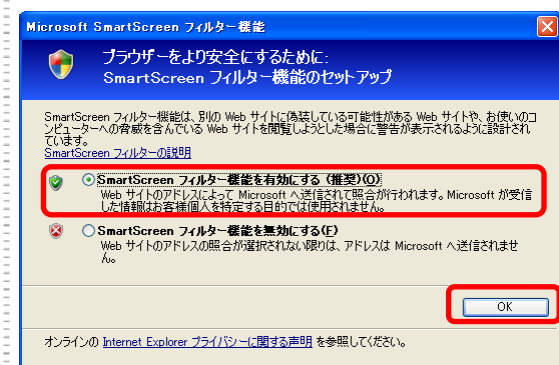 Microsoft SmartScreen フィルター機能
ブラウザーをより安全にするために:
SmartScreen フィルター機能のセットアップ
SmartScreen フィルター機能は、別の Web サイトに偽装している可能性がある Web サイトや、お使いのコ
ンピューターへの脅威を含んでいる Web サイトを閲覧しようとした場合に警告が表示されるように設計され
ています。
SmartScreen フィルターの説明
SmartScreen フィルター機能を有効にする (推奨)(O)
Web サイトのアドレスによって Microsoft へ送信されて照合が行われます。Microsoft が受信
した情報はお客様個人を特定する目的では使用されません。
SmartScreen フィルター機能を無効にする(F)
Web サイトのアドレスの照合が選択されない限りは、アドレスは Microsoft へ送信されませ
ん。
OK
オンラインの Internet Explorer プライバシーに関する声明 を参照してください。